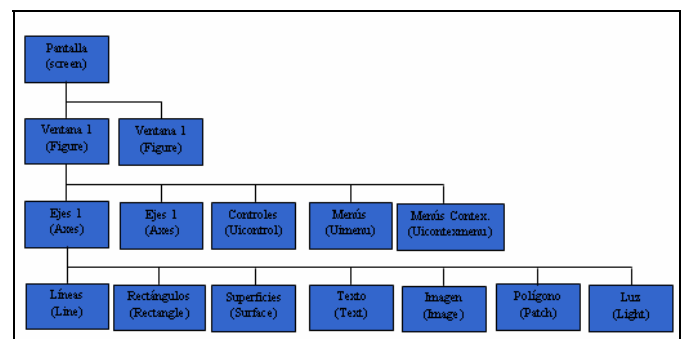 Pantalla
(screen)
Ventana 1
(Figure)
Ventana 1
(Figure)
Ejes 1
(Axes)
Ejes 1
(Axes)
Controles
(Uicontrol)
Menús
(Uimenu)
Menús Contex.
(Uicontexmenu)
Líneas
(Line)
Rectángulos
(Rectangle)
Superficies
(Surface)
Texto
(Text)
Imagen
(Image)
Polígono
(Patch)
Luz
(Light)